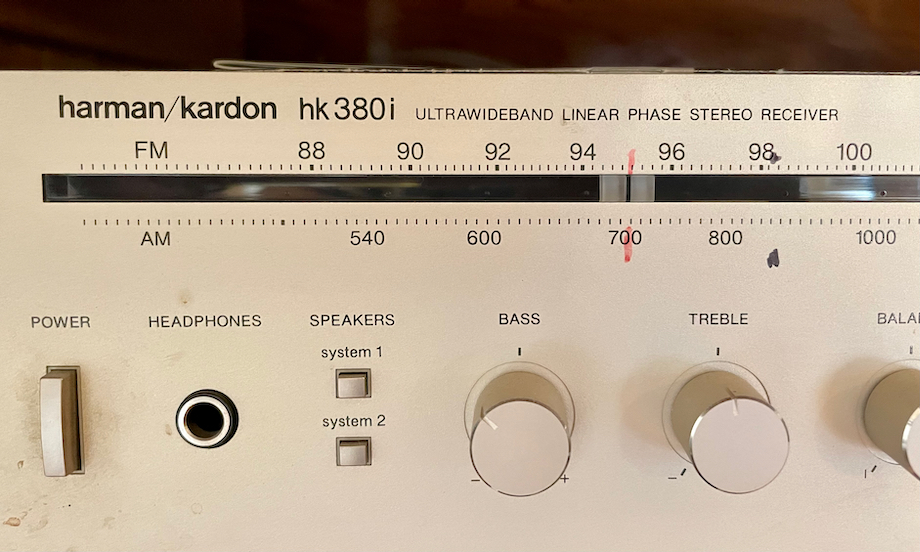 harman/kardon hk380i ULTRAWIDEBAND LINEAR PHASE STEREO RECEIVER
FM 88 90 92 94 96 98 100
AM 540 600 700 800 1000
POWER HEADPHONES SPEAKERS BASS TREBLE BALA
system 1
system 2
- + -